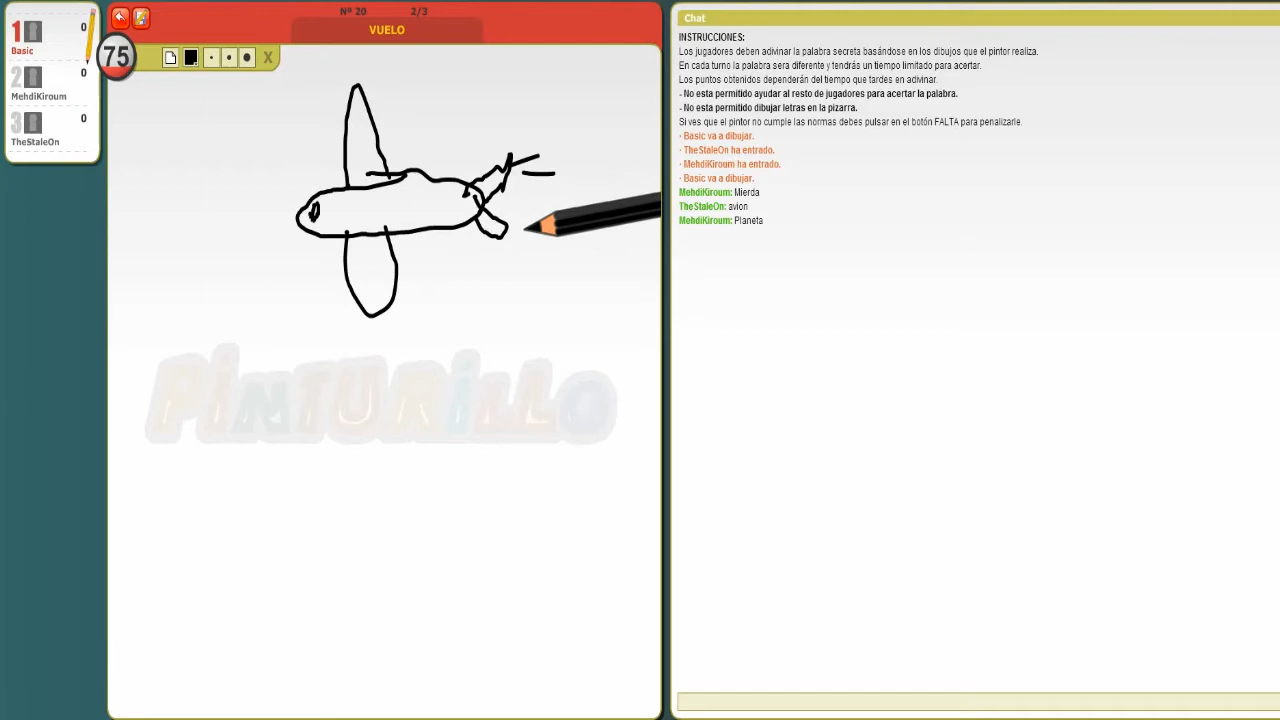 1 0
Basic
2 0
MehdiKiroum
3 0
TheStaleOn
75
Nº 20 2/3
VUELO
X
PINTURILLO
Chat
INSTRUCCIONES:
Los jugadores deben adivinar la palabra secreta basándose en los dibujos que el pintor realiza.
En cada turno la palabra sera diferente y tendrás un tiempo limitado para acertar.
Los puntos obtenidos dependerán del tiempo que tardes en adivinar.
- No esta permitido ayudar al resto de jugadores para acertar la palabra.
- No esta permitido dibujar letras en la pizarra.
Si ves que el pintor no cumple las normas debes pulsar en el botón FALTA para penalizarle.
· Basic va a dibujar.
· TheStaleOn ha entrado.
· MehdiKiroum ha entrado.
· Basic va a dibujar.
MehdiKiroum: Mierda
TheStaleOn: avion
MehdiKiroum: Planeta